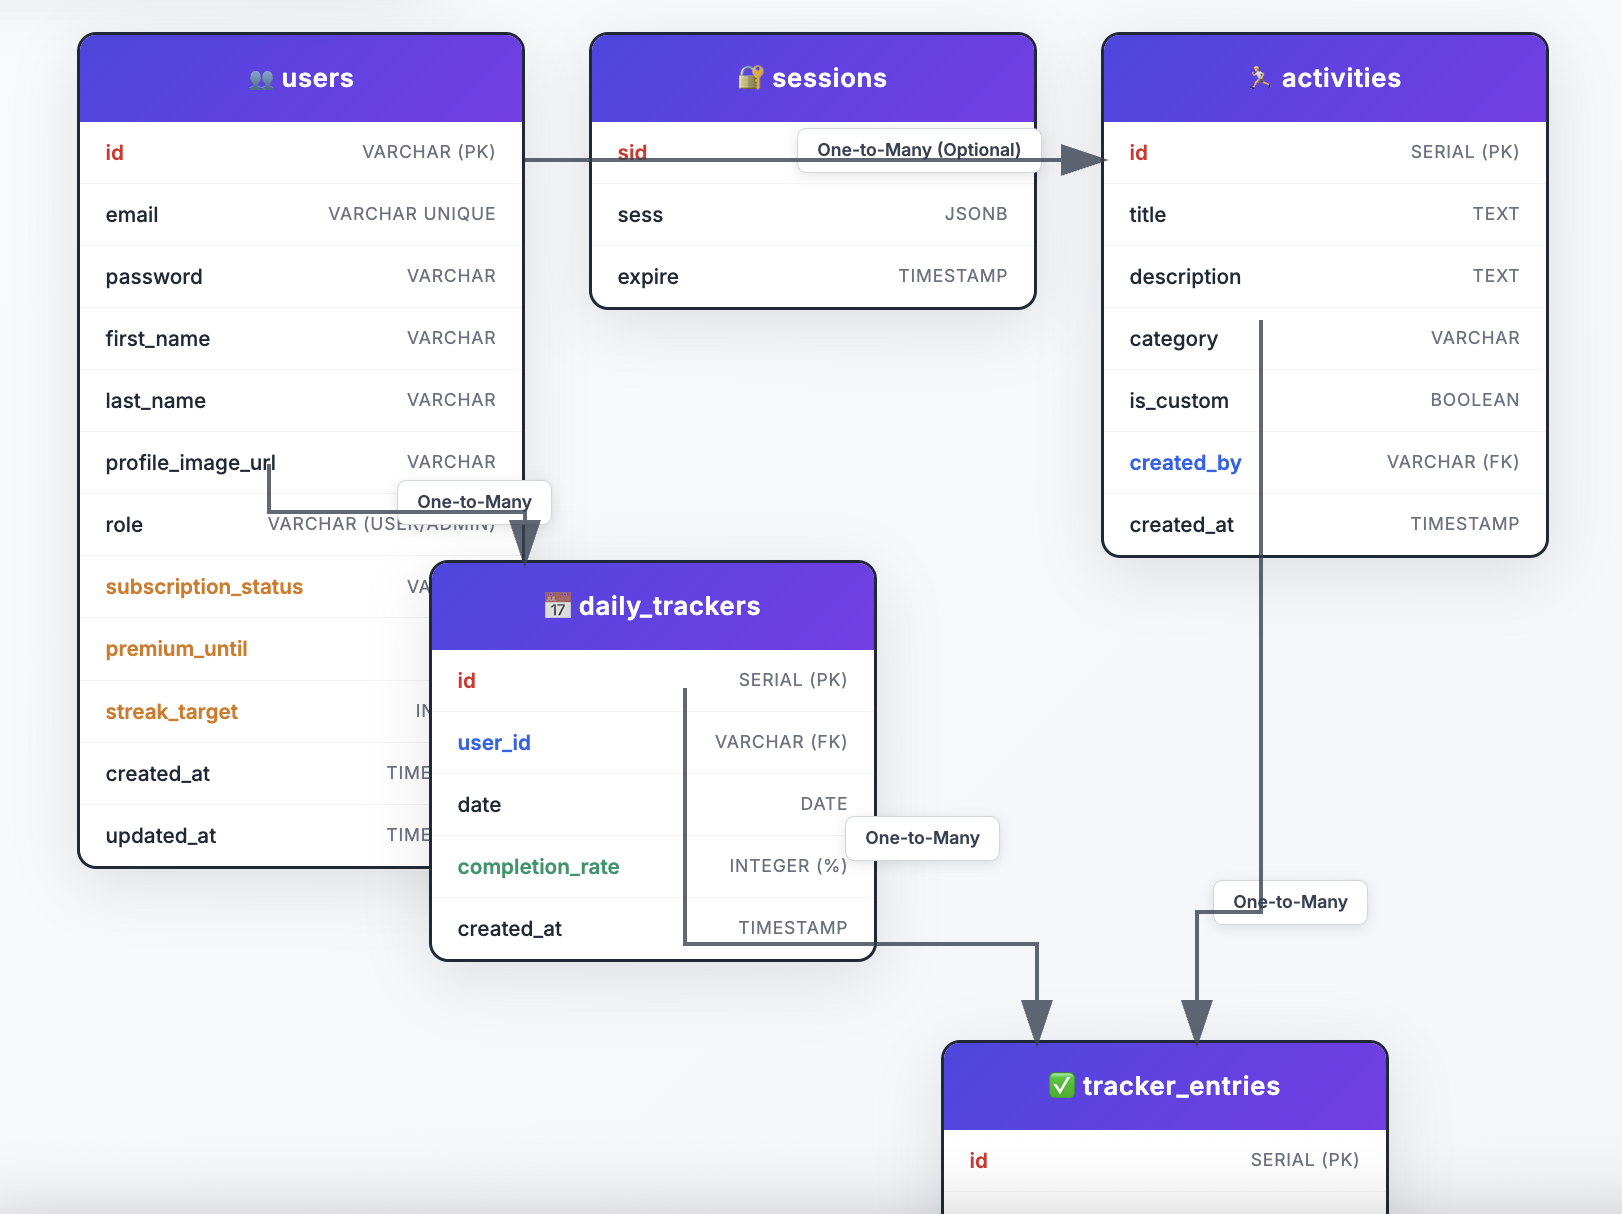 👥 users
id VARCHAR (PK)
email VARCHAR UNIQUE
password VARCHAR
first_name VARCHAR
last_name VARCHAR
profile_image_url VARCHAR
role VARCHAR (USER/ADMIN)
subscription_status VA
premium_until
streak_target IN
created_at TIME
updated_at TIME
🔐 sessions
sid
sess JSONB
expire TIMESTAMP
One-to-Many (Optional)
🏃 activities
id SERIAL (PK)
title TEXT
description TEXT
category VARCHAR
is_custom BOOLEAN
created_by VARCHAR (FK)
created_at TIMESTAMP
One-to-Many
📅 daily_trackers
id SERIAL (PK)
user_id VARCHAR (FK)
date DATE
completion_rate INTEGER (%)
created_at TIMESTAMP
One-to-Many
One-to-Many
✅ tracker_entries
id SERIAL (PK)